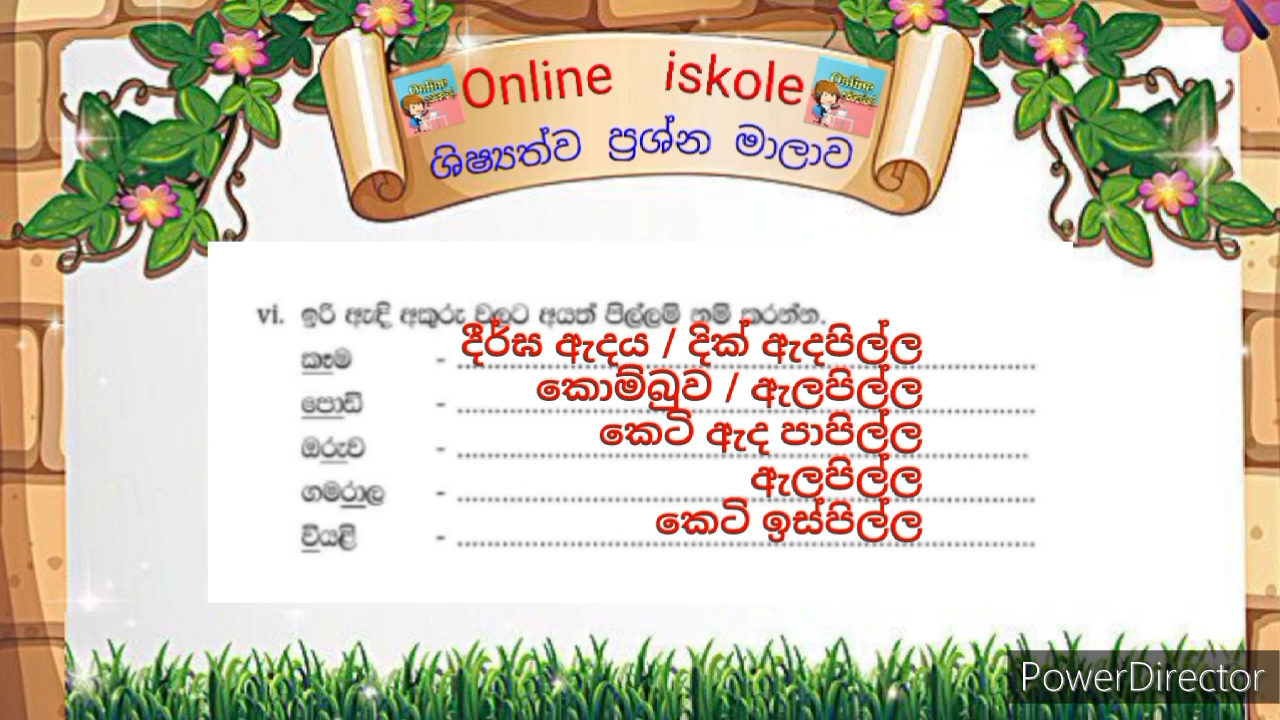 Online iskole
ශිෂ්‍යත්ව ප්‍රශ්න මාලාව
vi. ඉරි ඇඳි අකුරු වලට අයත් පිල්ලම් නම් කරන්න.
කෑම - දීර්ඝ ඇදය / දික් ඇදපිල්ල
පොඩි - කොම්බුව / ඇලපිල්ල
ඔරුව - කෙටි ඇද පාපිල්ල
ගමරාල - ඇලපිල්ල
වියළි - කෙටි ඉස්පිල්ල
PowerDirector